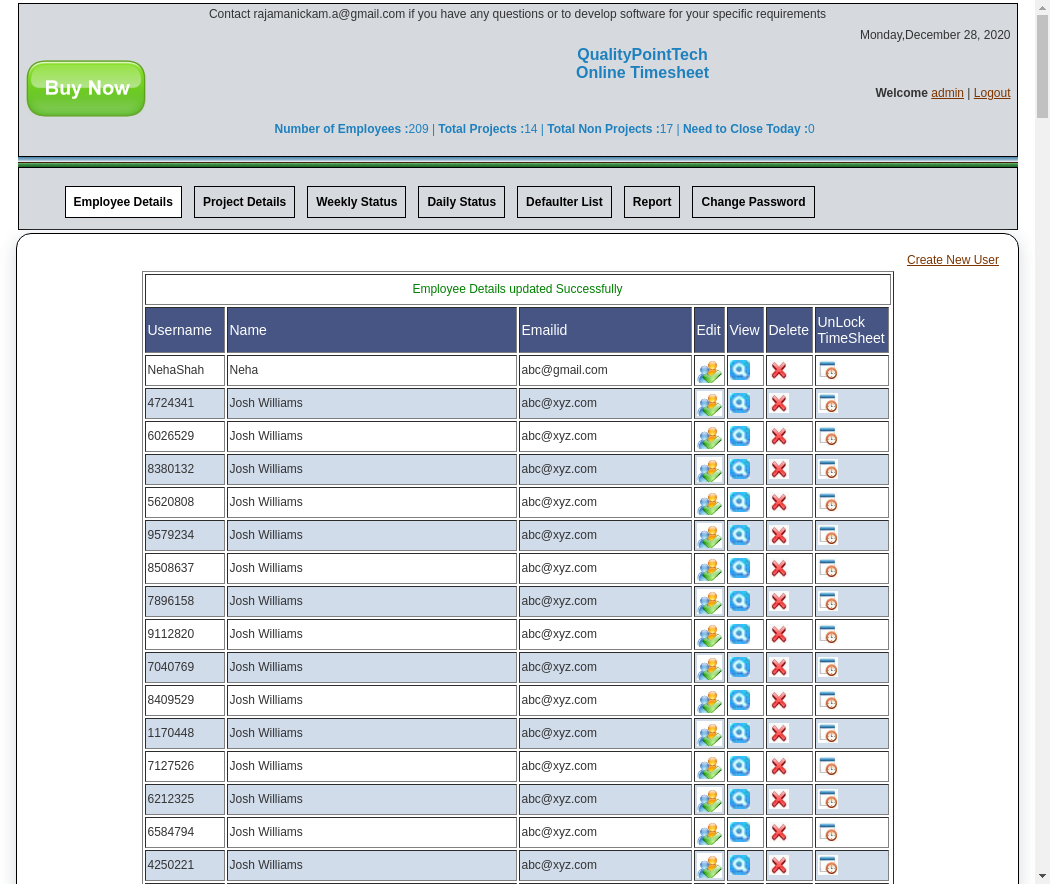 Contact rajamanickam.a@gmail.com if you have any questions or to develop software for your specific requirements
Monday,December 28, 2020
QualityPointTech
Online Timesheet
Buy Now
Welcome admin | Logout
Number of Employees :209 | Total Projects :14 | Total Non Projects :17 | Need to Close Today :0
Employee Details Project Details Weekly Status Daily Status Defaulter List Report Change Password
Create New User
Employee Details updated Successfully
Username Name Emailid Edit View Delete UnLock TimeSheet
NehaShah Neha abc@gmail.com
4724341 Josh Williams abc@xyz.com
6026529 Josh Williams abc@xyz.com
8380132 Josh Williams abc@xyz.com
5620808 Josh Williams abc@xyz.com
9579234 Josh Williams abc@xyz.com
8508637 Josh Williams abc@xyz.com
7896158 Josh Williams abc@xyz.com
9112820 Josh Williams abc@xyz.com
7040769 Josh Williams abc@xyz.com
8409529 Josh Williams abc@xyz.com
1170448 Josh Williams abc@xyz.com
7127526 Josh Williams abc@xyz.com
6212325 Josh Williams abc@xyz.com
6584794 Josh Williams abc@xyz.com
4250221 Josh Williams abc@xyz.com